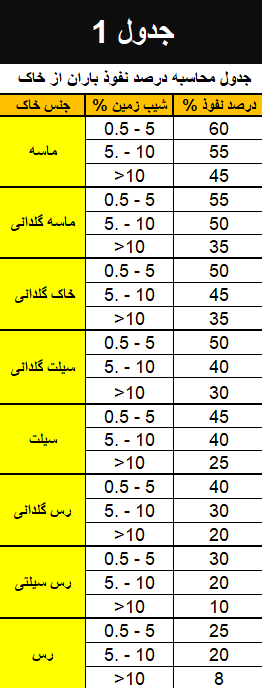 جدول 1
جدول محاسبه درصد نفوذ باران از خاک
جنس خاک شیب زمین % درصد نفوذ %
ماسه 0.5 - 5 60
5. - 10 55
>10 45
ماسه گلدانی 0.5 - 5 55
5. - 10 50
>10 35
خاک گلدانی 0.5 - 5 50
5. - 10 45
>10 35
سیلت گلدانی 0.5 - 5 50
5. - 10 40
>10 30
سیلت 0.5 - 5 45
5. - 10 40
>10 25
رس گلدانی 0.5 - 5 40
5. - 10 30
>10 20
رس سیلتی 0.5 - 5 30
5. - 10 20
>10 10
رس 0.5 - 5 25
5. - 10 20
>10 8